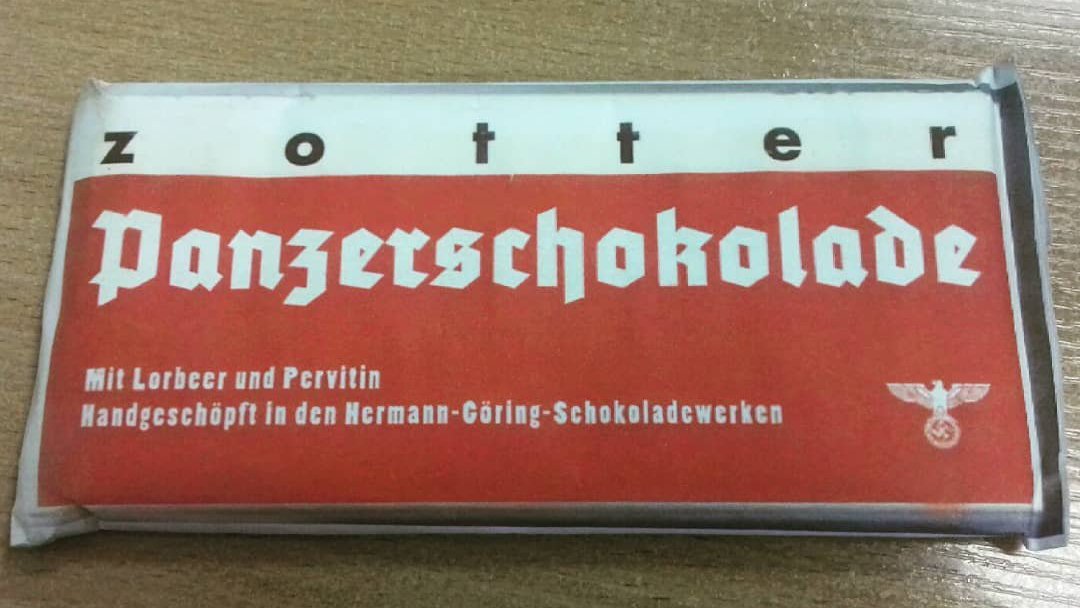 zotter
Panzerschokolade
Mit Lorbeer und Pervitin
Handgeschöpft in den Hermann-Göring-Schokoladewerken